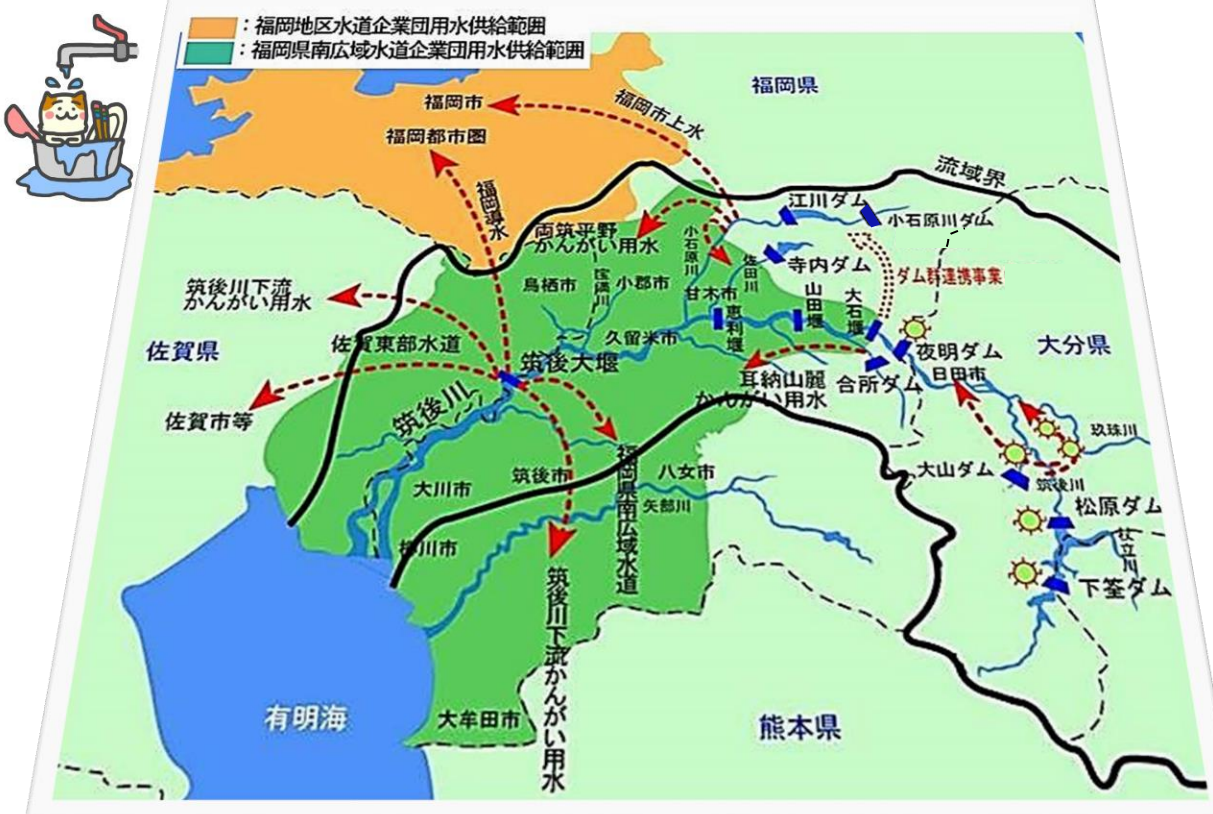 ：福岡地区水道企業団用水供給範囲
：福岡県南広域水道企業団用水供給範囲
福岡県
福岡市
福岡市上水
福岡都市圏
流域界
福岡導水
江川ダム
小石原川ダム
両筑平野
かんがい用水
小石原川
佐田川
寺内ダム
ダム群連携事業
鳥栖市
宝満川
小郡市
甘木市
恵利堰
山田堰
大石堰
筑後川下流
かんがい用水
佐賀県
佐賀東部水道
久留米市
筑後大堰
夜明ダム
大分県
日田市
耳納山麗
かんがい用水
合所ダム
佐賀市等
筑後川
玖珠川
大山ダム
筑後川
筑後市
福岡県南広域水道
八女市
大川市
矢部川
松原ダム
杖立川
柳川市
下筌ダム
筑後川下流かんがい用水
有明海
大牟田市
熊本県